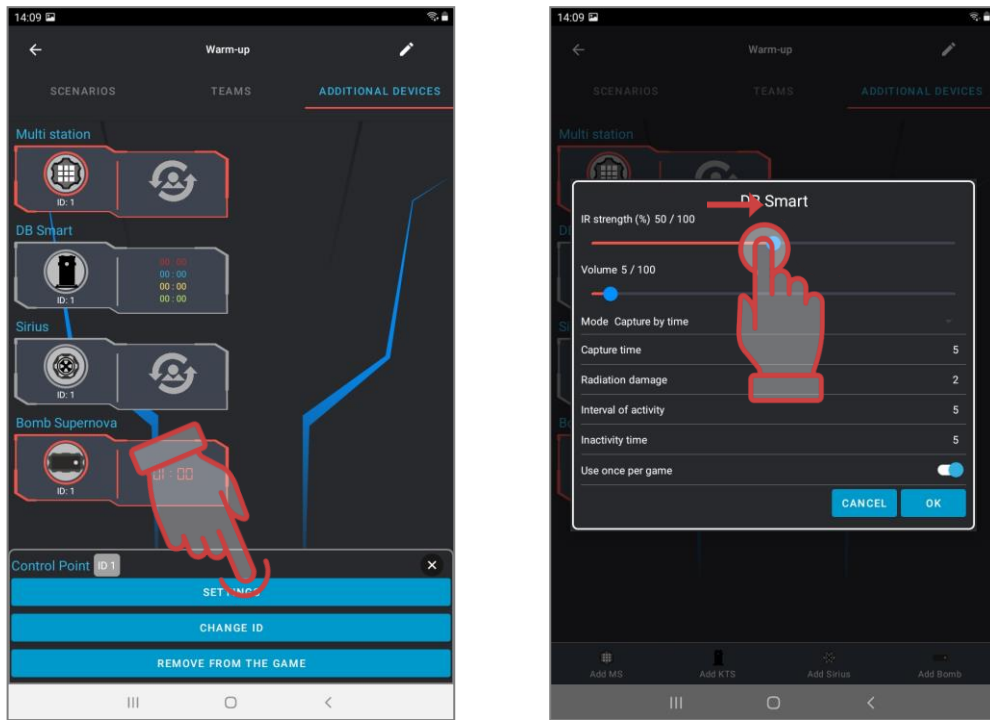 14:09
Warm-up
SCENARIOS TEAMS ADDITIONAL DEVICES
Multi station
ID: 1
DB Smart
00 : 00
00 : 00
00 : 00
00 : 00
ID: 1
Sirius
ID: 1
Bomb Supernova
01 : 00
ID: 1
Control Point ID 1
SETTINGS
CHANGE ID
REMOVE FROM THE GAME
14:09
Warm-up
SCENARIOS TEAMS ADDITIONAL DEVICES
Multi station
DB Smart
IR strength (%) 50 / 100
Volume 5 / 100
Mode Capture by time
Capture time 5
Radiation damage 2
Interval of activity 5
Inactivity time 5
Use once per game
CANCEL OK
Add MS Add KTS Add Sirius Add Bomb